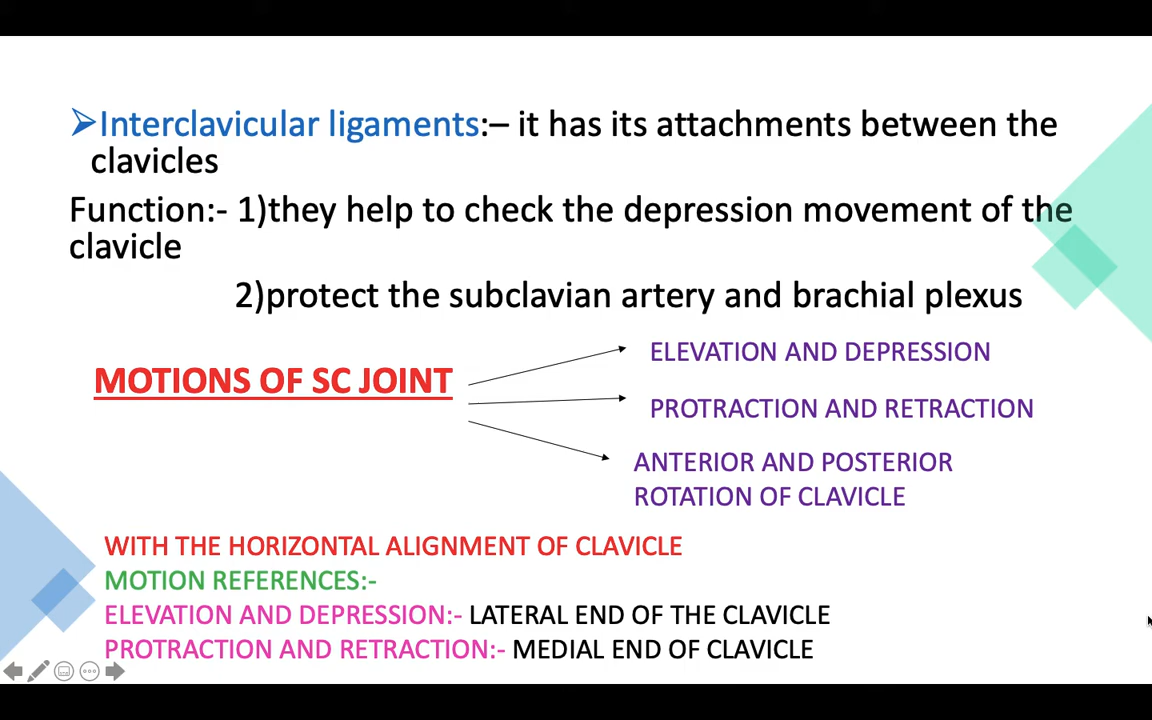 ➢Interclavicular ligaments:– it has its attachments between the
clavicles
Function:- 1)they help to check the depression movement of the
clavicle
2)protect the subclavian artery and brachial plexus
MOTIONS OF SC JOINT
ELEVATION AND DEPRESSION
PROTRACTION AND RETRACTION
ANTERIOR AND POSTERIOR
ROTATION OF CLAVICLE
WITH THE HORIZONTAL ALIGNMENT OF CLAVICLE
MOTION REFERENCES:-
ELEVATION AND DEPRESSION:- LATERAL END OF THE CLAVICLE
PROTRACTION AND RETRACTION:- MEDIAL END OF CLAVICLE